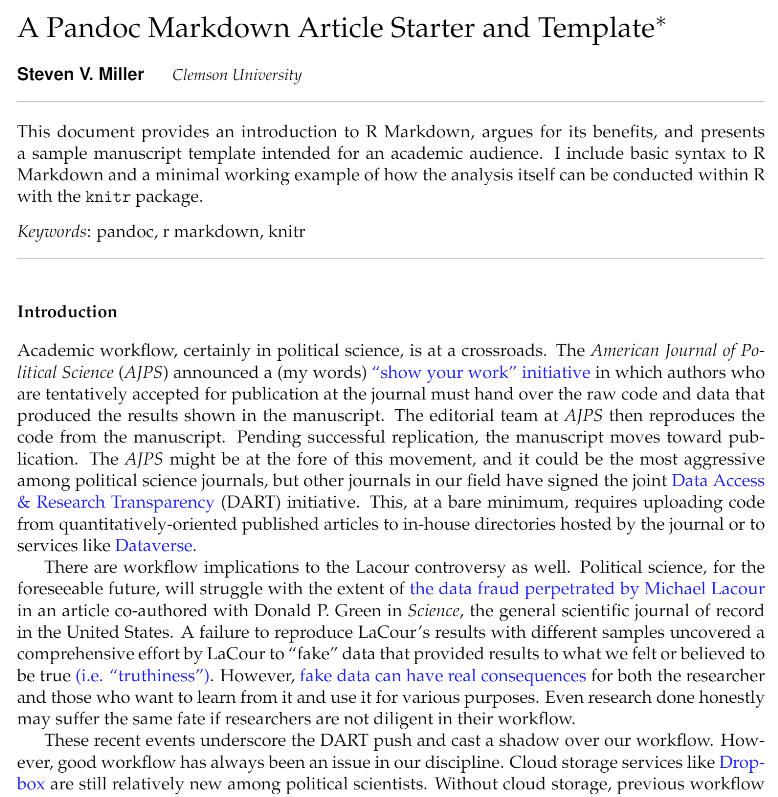 A Pandoc Markdown Article Starter and Template*
Steven V. Miller Clemson University
This document provides an introduction to R Markdown, argues for its benefits, and presents
a sample manuscript template intended for an academic audience. I include basic syntax to R
Markdown and a minimal working example of how the analysis itself can be conducted within R
with the knitr package.
Keywords: pandoc, r markdown, knitr
Introduction
Academic workflow, certainly in political science, is at a crossroads. The American Journal of Po-
litical Science (AJPS) announced a (my words) “show your work” initiative in which authors who
are tentatively accepted for publication at the journal must hand over the raw code and data that
produced the results shown in the manuscript. The editorial team at AJPS then reproduces the
code from the manuscript. Pending successful replication, the manuscript moves toward pub-
lication. The AJPS might be at the fore of this movement, and it could be the most aggressive
among political science journals, but other journals in our field have signed the joint Data Access
& Research Transparency (DART) initiative. This, at a bare minimum, requires uploading code
from quantitatively-oriented published articles to in-house directories hosted by the journal or to
services like Dataverse.
There are workflow implications to the Lacour controversy as well. Political science, for the
foreseeable future, will struggle with the extent of the data fraud perpetrated by Michael Lacour
in an article co-authored with Donald P. Green in Science, the general scientific journal of record
in the United States. A failure to reproduce LaCour’s results with different samples uncovered a
comprehensive effort by LaCour to “fake” data that provided results to what we felt or believed to
be true (i.e. “truthiness”). However, fake data can have real consequences for both the researcher
and those who want to learn from it and use it for various purposes. Even research done honestly
may suffer the same fate if researchers are not diligent in their workflow.
These recent events underscore the DART push and cast a shadow over our workflow. How-
ever, good workflow has always been an issue in our discipline. Cloud storage services like Drop-
box are still relatively new among political scientists. Without cloud storage, previous workflow